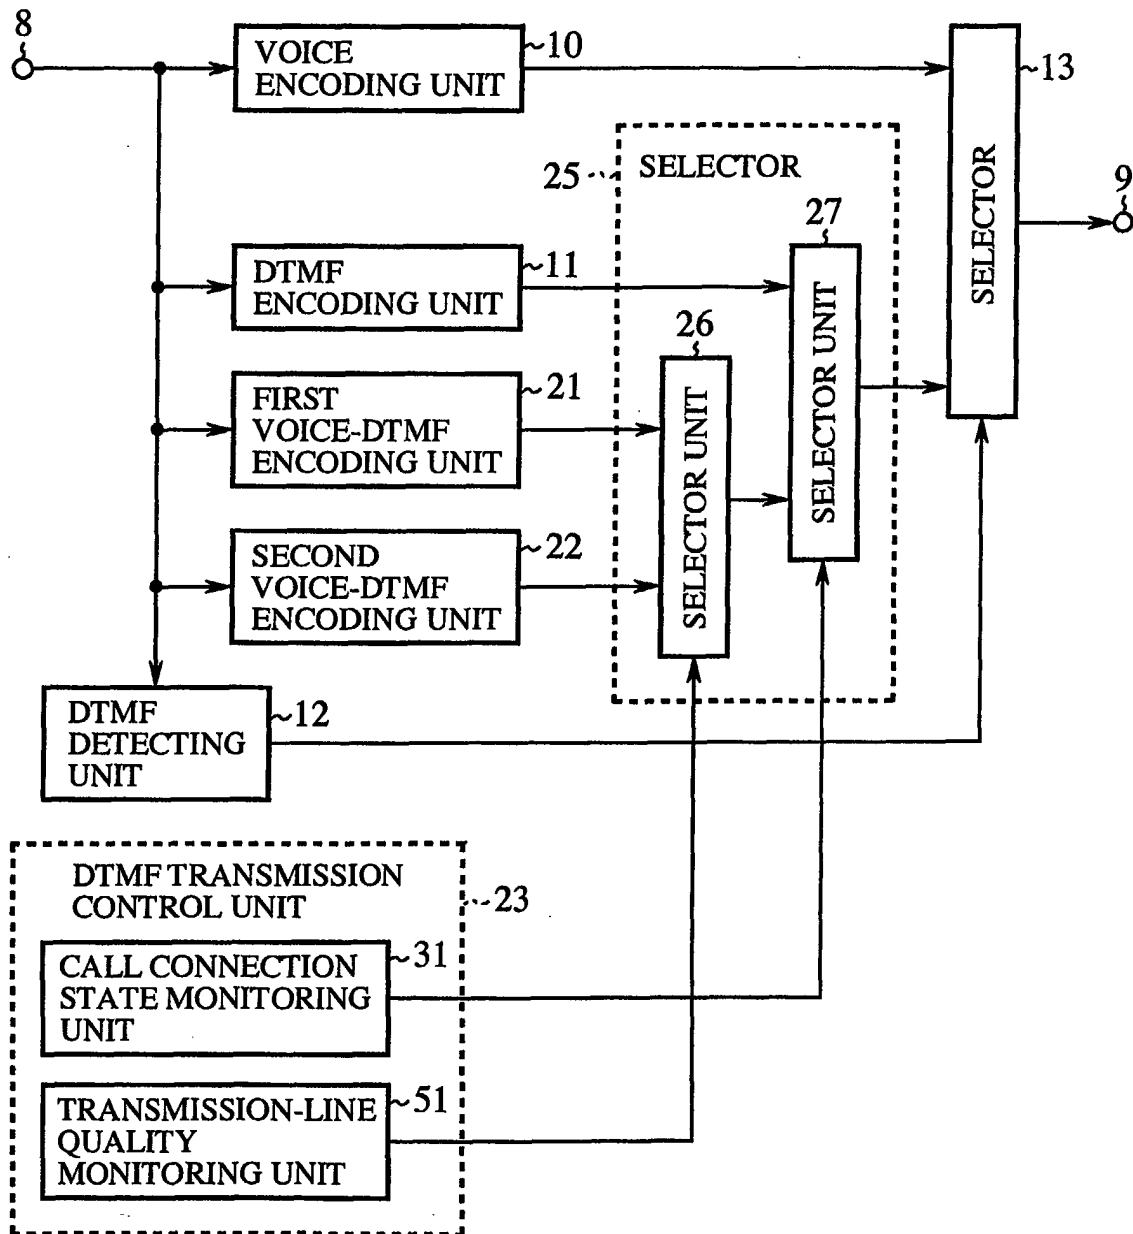 8
VOICE
ENCODING UNIT
10
13
SELECTOR
9
25
SELECTOR
27
SELECTOR UNIT
DTMF
ENCODING UNIT
11
26
SELECTOR UNIT
FIRST
VOICE-DTMF
ENCODING UNIT
21
SECOND
VOICE-DTMF
ENCODING UNIT
22
DTMF
DETECTING
UNIT
12
DTMF TRANSMISSION
CONTROL UNIT
23
CALL CONNECTION
STATE MONITORING
UNIT
31
TRANSMISSION-LINE
QUALITY
MONITORING UNIT
51